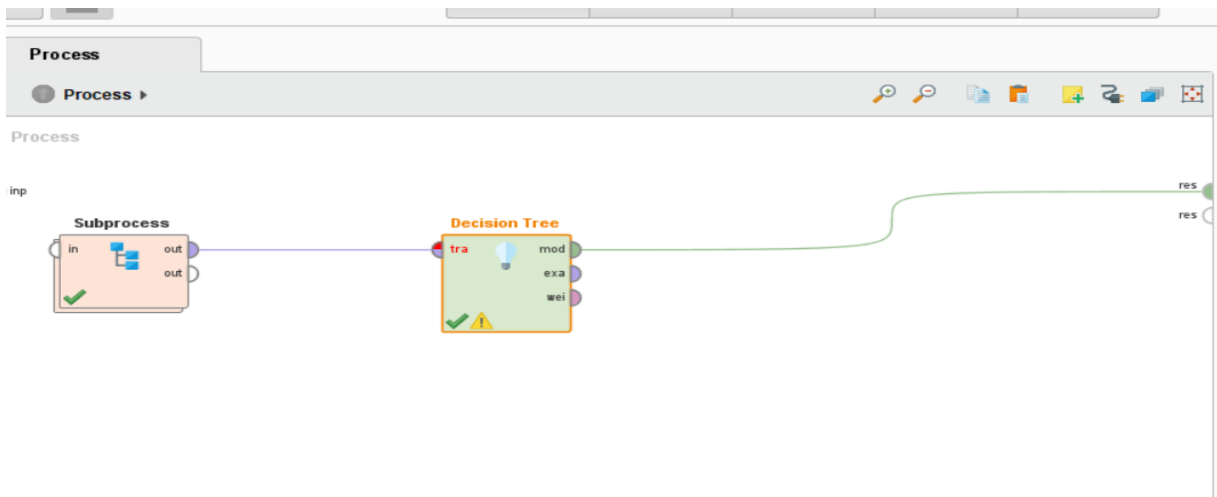 Process
Process
Process
inp
res
res
Subprocess
in
out
out
Decision Tree
tra
mod
exa
wei